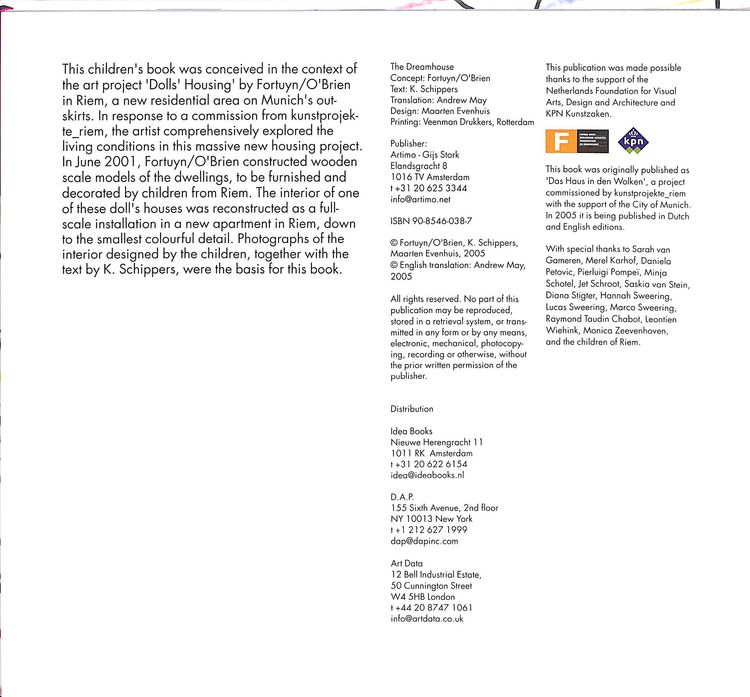 This children's book was conceived in the context of
the art project 'Dolls' Housing' by Fortuyn/O'Brien
in Riem, a new residential area on Munich's out-
skirts. In response to a commission from kunstprojek-
te_riem, the artist comprehensively explored the
living conditions in this massive new housing project.
In June 2001, Fortuyn/O'Brien constructed wooden
scale models of the dwellings, to be furnished and
decorated by children from Riem. The interior of one
of these doll's houses was reconstructed as a full-
scale installation in a new apartment in Riem, down
to the smallest colourful detail. Photographs of the
interior designed by the children, together with the
text by K. Schippers, were the basis for this book.
The Dreamhouse
Concept: Fortuyn/O'Brien
Text: K. Schippers
Translation: Andrew May
Design: Maarten Evenhuis
Printing: Veenman Drukkers, Rotterdam
Publisher:
Artimo - Gijs Stork
Elandsgracht 8
1016 TV Amsterdam
t +31 20 625 3344
info@artimo.net
ISBN 90-8546-038-7
© Fortuyn/O'Brien, K. Schippers,
Maarten Evenhuis, 2005
© English translation: Andrew May,
2005
All rights reserved. No part of this
publication may be reproduced,
stored in a retrieval system, or trans-
mitted in any form or by any means,
electronic, mechanical, photocopy-
ing, recording or otherwise, without
the prior written permission of the
publisher.
Distribution
Idea Books
Nieuwe Herengracht 11
1011 RK Amsterdam
t +31 20 622 6154
idea@ideabooks.nl
D.A.P.
155 Sixth Avenue, 2nd floor
NY 10013 New York
t +1 212 627 1999
dap@dapinc.com
Art Data
12 Bell Industrial Estate,
50 Cunnington Street
W4 5HB London
t +44 20 8747 1061
info@artdata.co.uk
This publication was made possible
thanks to the support of the
Netherlands Foundation for Visual
Arts, Design and Architecture and
KPN Kunstzaken.
F
kpn
This book was originally published as
'Das Haus in den Wolken', a project
commissioned by kunstprojekte_riem
with the support of the City of Munich.
In 2005 it is being published in Dutch
and English editions.
With special thanks to Sarah van
Gameren, Merel Karhof, Daniela
Petovic, Pierluigi Pompeï, Minja
Schotel, Jet Schroot, Saskia van Stein,
Diana Stigter, Hannah Sweering,
Lucas Sweering, Marco Sweering,
Raymond Taudin Chabot, Leontien
Wiehink, Monica Zeevenhoven,
and the children of Riem.